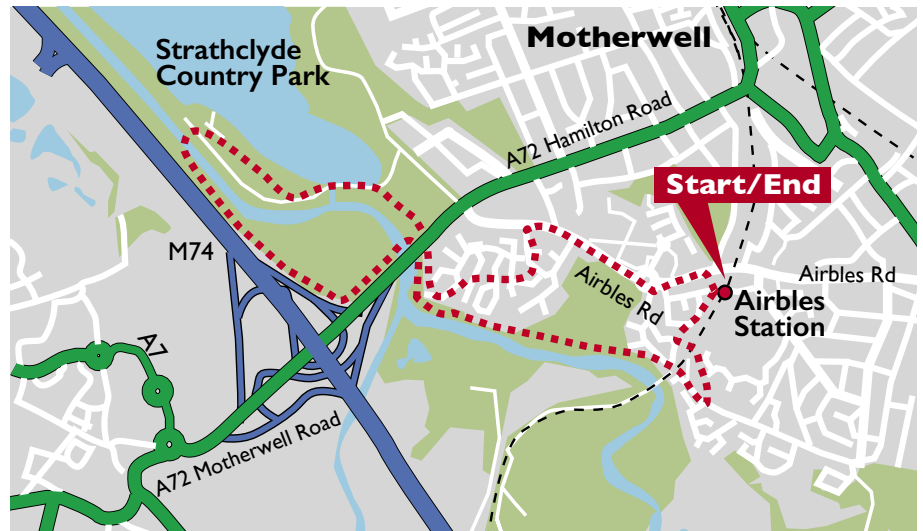 Strathclyde
Country Park
Motherwell
A72 Hamilton Road
Start/End
M74
Airbles Rd
Airbles Rd
Airbles
Station
A7
A72 Motherwell Road